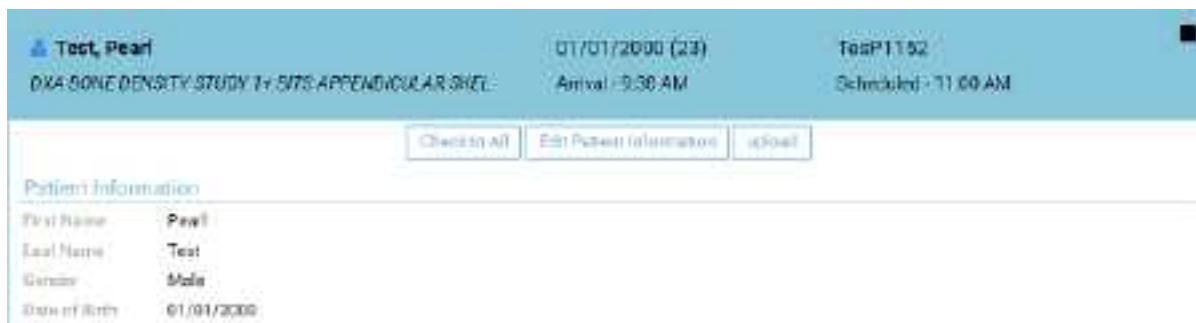 Test, Pearl 01/01/2000 (23) TesP1152
DXA BONE DENSITY STUDY 1+ SITS APPENDICULAR SKEL Arrival - 9:30 AM Scheduled - 11:00 AM
Check In All Edit Patient Information upload
Patient Information
First Name Pearl
Last Name Test
Gender Male
Date of Birth 01/01/2000